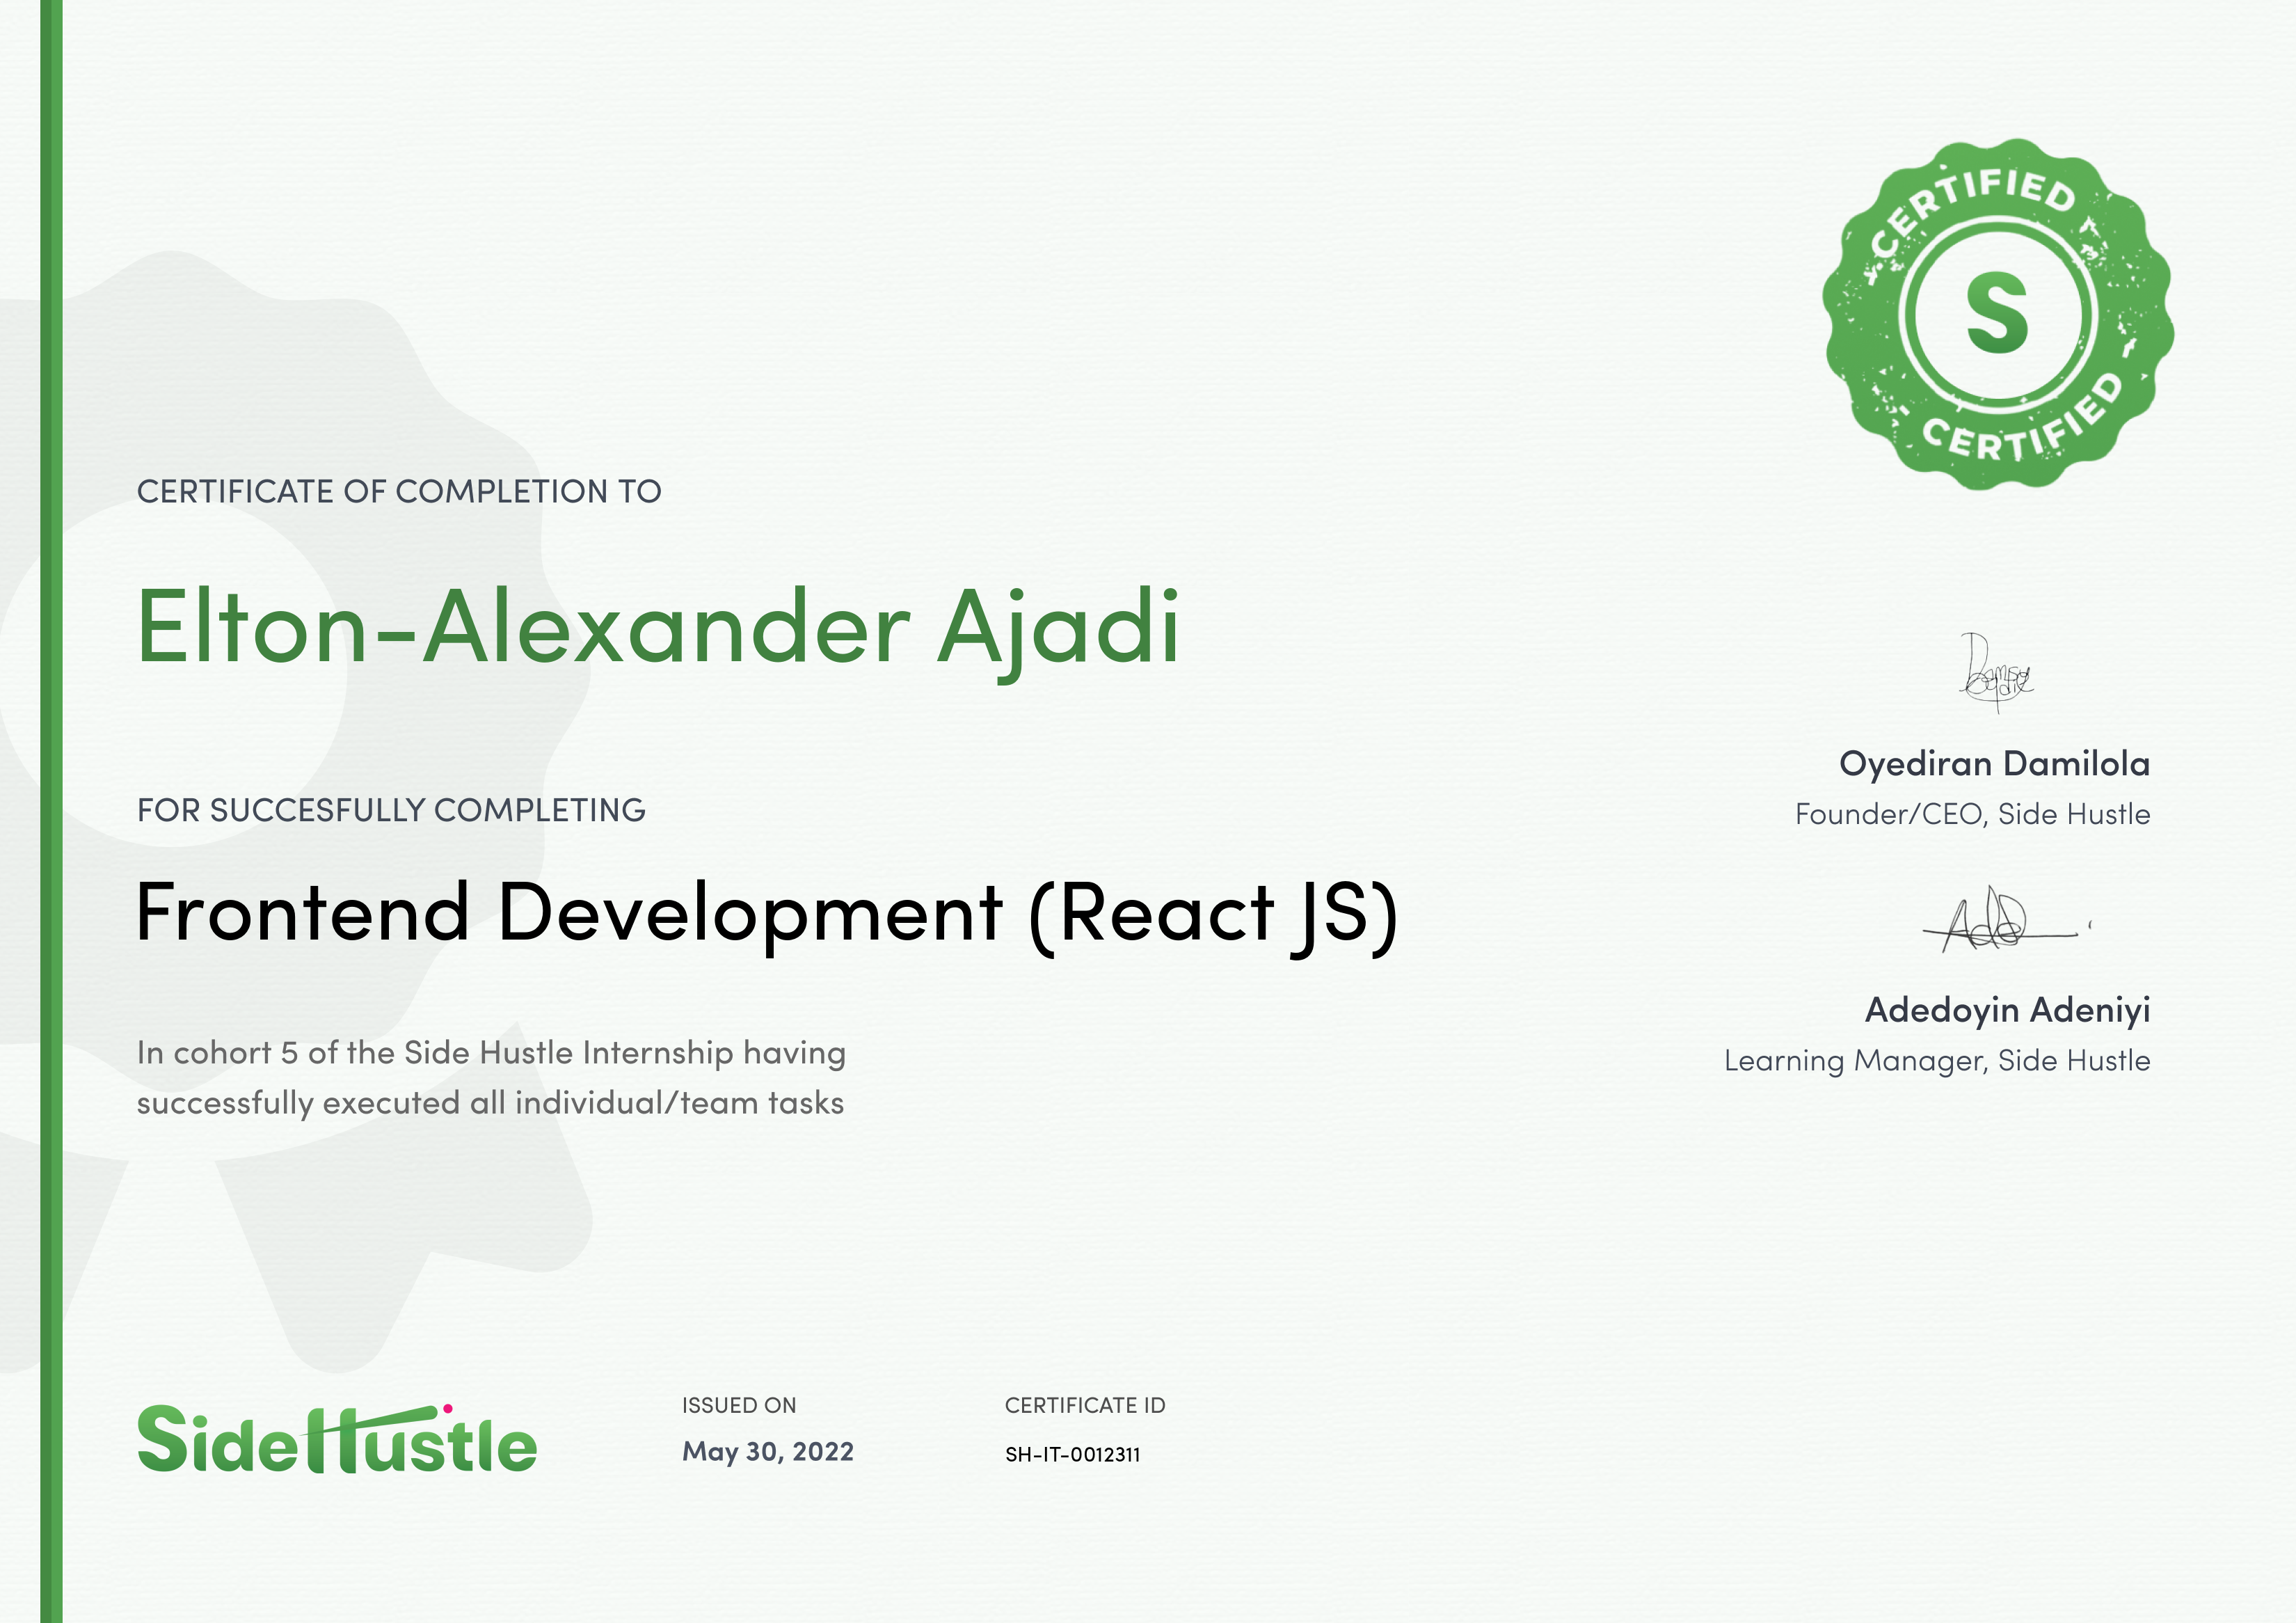 CERTIFIED
S
CERTIFIED
CERTIFICATE OF COMPLETION TO
Elton-Alexander Ajadi
FOR SUCCESFULLY COMPLETING
Frontend Development (React JS)
In cohort 5 of the Side Hustle Internship having
successfully executed all individual/team tasks
Oyediran Damilola
Founder/CEO, Side Hustle
Adedoyin Adeniyi
Learning Manager, Side Hustle
SideHustle
ISSUED ON
May 30, 2022
CERTIFICATE ID
SH-IT-0012311